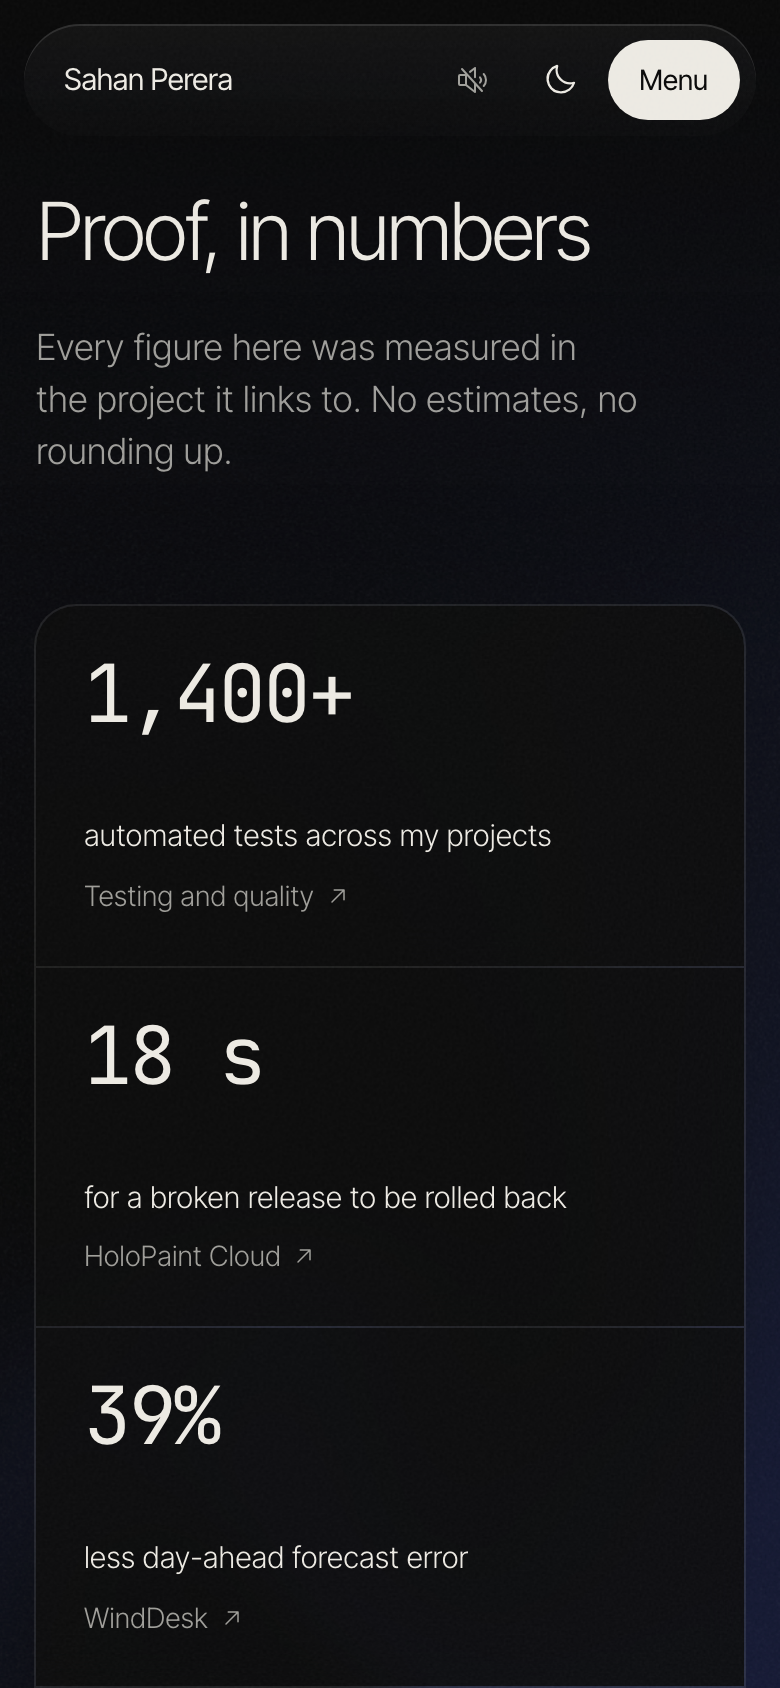 Sahan Perera
Menu
Proof, in numbers
Every figure here was measured in
the project it links to. No estimates, no
rounding up.
1,400+
automated tests across my projects
Testing and quality ↗
18 s
for a broken release to be rolled back
HoloPaint Cloud ↗
39%
less day-ahead forecast error
WindDesk ↗